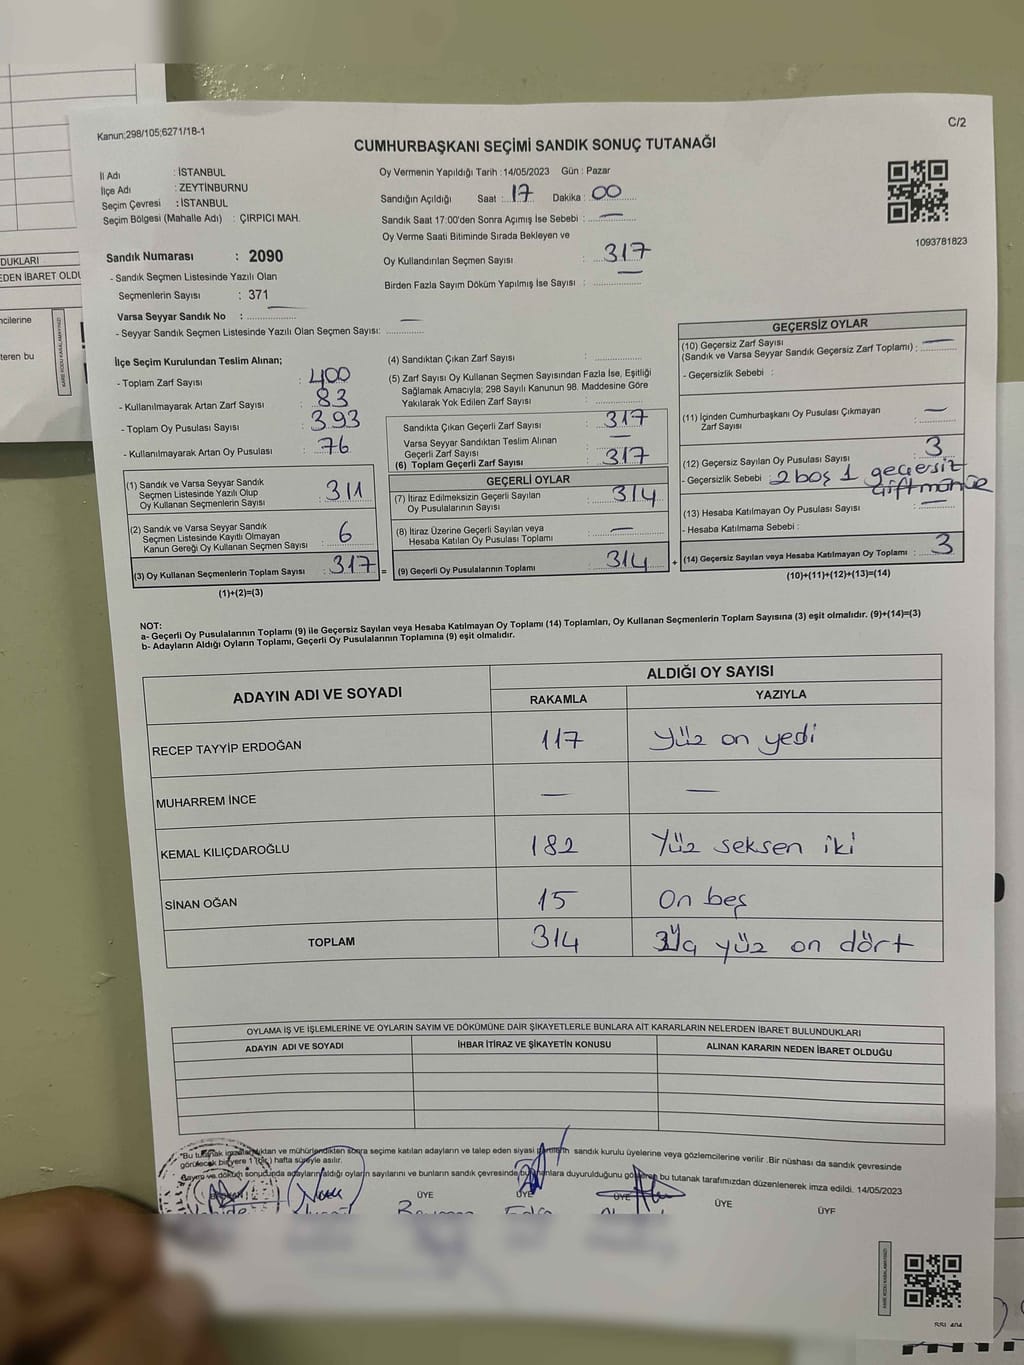 Kanun;298/105;6271/18-1
C/2
CUMHURBAŞKANI SEÇİMİ SANDIK SONUÇ TUTANAĞI
İl Adı : İSTANBUL
İlçe Adı : ZEYTİNBURNU
Seçim Çevresi : İSTANBUL
Seçim Bölgesi (Mahalle Adı) : ÇIRPICI MAH.
Oy Vermenin Yapıldığı Tarih : 14/05/2023 Gün : Pazar
Sandığın Açıldığı Saat : 17 Dakika : 00
Sandık Saat 17:00'den Sonra Açımış İse Sebebi : —
Oy Verme Saati Bitiminde Sırada Bekleyen ve
Oy Kullandırılan Seçmen Sayısı : 317
Birden Fazla Sayım Döküm Yapılmış İse Sayısı : —
1093781823
Sandık Numarası : 2090
- Sandık Seçmen Listesinde Yazılı Olan
Seçmenlerin Sayısı : 371
Varsa Seyyar Sandık No : —
- Seyyar Sandık Seçmen Listesinde Yazılı Olan Seçmen Sayısı: —
İlçe Seçim Kurulundan Teslim Alınan;
- Toplam Zarf Sayısı : 400
- Kullanılmayarak Artan Zarf Sayısı : 83
- Toplam Oy Pusulası Sayısı : 393
- Kullanılmayarak Artan Oy Pusulası : 76
(1) Sandık ve Varsa Seyyar Sandık
Seçmen Listesinde Yazılı Olup
Oy Kullanan Seçmenlerin Sayısı : 311
(2) Sandık ve Varsa Seyyar Sandık
Seçmen Listesinde Kayıtlı Olmayan
Kanun Gereği Oy Kullanan Seçmen Sayısı : 6
(3) Oy Kullanan Seçmenlerin Toplam Sayısı : 317 =
(1)+(2)=(3)
(4) Sandıktan Çıkan Zarf Sayısı :
(5) Zarf Sayısı Oy Kullanan Seçmen Sayısından Fazla İse, Eşitliği
Sağlamak Amacıyla; 298 Sayılı Kanunun 98. Maddesine Göre
Yakılarak Yok Edilen Zarf Sayısı :
Sandıkta Çıkan Geçerli Zarf Sayısı : 317
Varsa Seyyar Sandıktan Teslim Alınan
Geçerli Zarf Sayısı : —
(6) Toplam Geçerli Zarf Sayısı : 317
GEÇERLİ OYLAR
(7) İtiraz Edilmeksizin Geçerli Sayılan
Oy Pusulalarının Sayısı : 314
(8) İtiraz Üzerine Geçerli Sayılan veya
Hesaba Katılan Oy Pusulası Toplamı : —
(9) Geçerli Oy Pusulalarının Toplamı : 314 +
GEÇERSİZ OYLAR
(10) Geçersiz Zarf Sayısı
(Sandık ve Varsa Seyyar Sandık Geçersiz Zarf Toplamı) : —
- Geçersizlik Sebebi :
(11) İçinden Cumhurbaşkanı Oy Pusulası Çıkmayan
Zarf Sayısı : —
(12) Geçersiz Sayılan Oy Pusulası Sayısı : 3
- Geçersizlik Sebebi : 2 boş 1 geçersiz
(13) Hesaba Katılmayan Oy Pusulası Sayısı : —
- Hesaba Katılmama Sebebi :
(14) Geçersiz Sayılan veya Hesaba Katılmayan Oy Toplamı : 3
(10)+(11)+(12)+(13)=(14)
NOT:
a- Geçerli Oy Pusulalarının Toplamı (9) ile Geçersiz Sayılan veya Hesaba Katılmayan Oy Toplamı (14) Toplamları, Oy Kullanan Seçmenlerin Toplam Sayısına (3) eşit olmalıdır. (9)+(14)=(3)
b- Adayların Aldığı Oyların Toplamı, Geçerli Oy Pusulalarının Toplamına (9) eşit olmalıdır.
ADAYIN ADI VE SOYADI
ALDIĞI OY SAYISI
RAKAMLA YAZIYLA
RECEP TAYYİP ERDOĞAN 117 Yüz on yedi
MUHARREM İNCE — —
KEMAL KILIÇDAROĞLU 182 Yüz seksen iki
SİNAN OĞAN 15 On beş
TOPLAM 314 Üç yüz on dört
OYLAMA İŞ VE İŞLEMLERİNE VE OYLARIN SAYIM VE DÖKÜMÜNE DAİR ŞİKAYETLERLE BUNLARA AİT KARARLARIN NELERDEN İBARET BULUNDUKLARI
ADAYIN ADI VE SOYADI İHBAR İTİRAZ VE ŞİKAYETİN KONUSU ALINAN KARARIN NEDEN İBARET OLDUĞU
ve mühürlendikten sonra seçime katılan adayların ve talep eden siyasi partilerin sandık kurulu üyelerine veya gözlemcilerine verilir. Bir nüshası da sandık çevresinde
görülecek bir yere 1 hafta süreyle asılır.
ve döküm sonucunda adayların aldığı oyların sayılarını ve bunların sandık çevresinde duyurulduğunu gösteren bu tutanak tarafımızdan düzenlenerek imza edildi. 14/05/2023
ÜYE ÜYE ÜYE ÜYE ÜYE